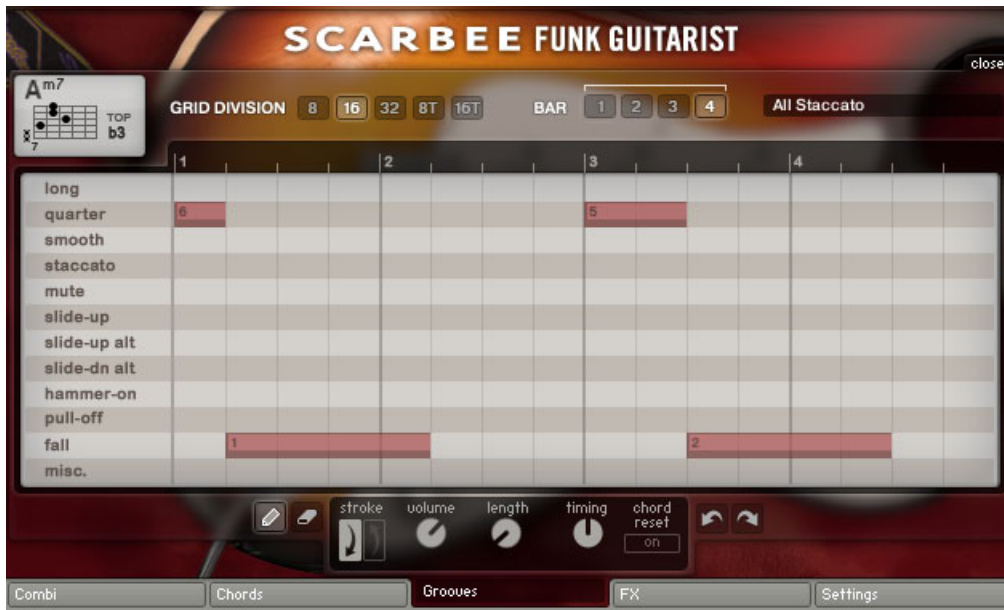 SCARBEE FUNK GUITARIST
close
Am7
TOP
b3
x
x 7
GRID DIVISION 8 16 32 8T 16T BAR 1 2 3 4 All Staccato
1 2 3 4
long
quarter 6 5
smooth
staccato
mute
slide-up
slide-up alt
slide-dn alt
hammer-on
pull-off
fall 1 2
misc.
stroke volume length timing chord reset
on
Combi Chords Grooves FX Settings